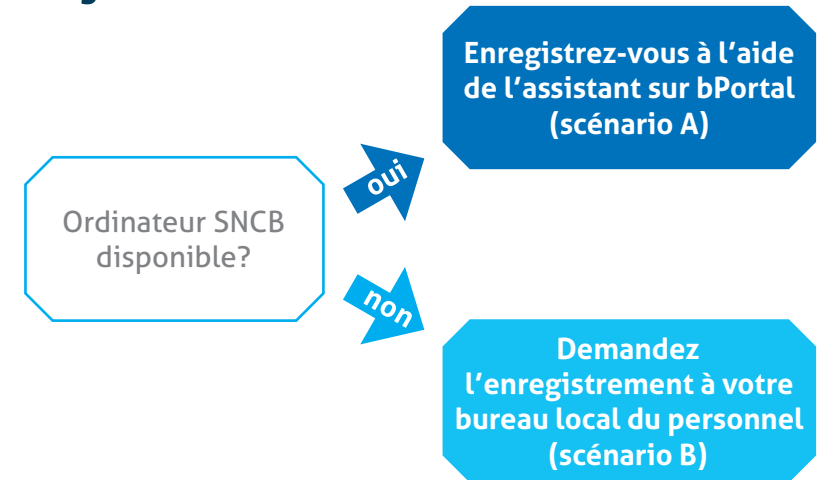 Ordinateur SNCB
disponible?
oui
Enregistrez-vous à l’aide
de l’assistant sur bPortal
(scénario A)
non
Demandez
l’enregistrement à votre
bureau local du personnel
(scénario B)